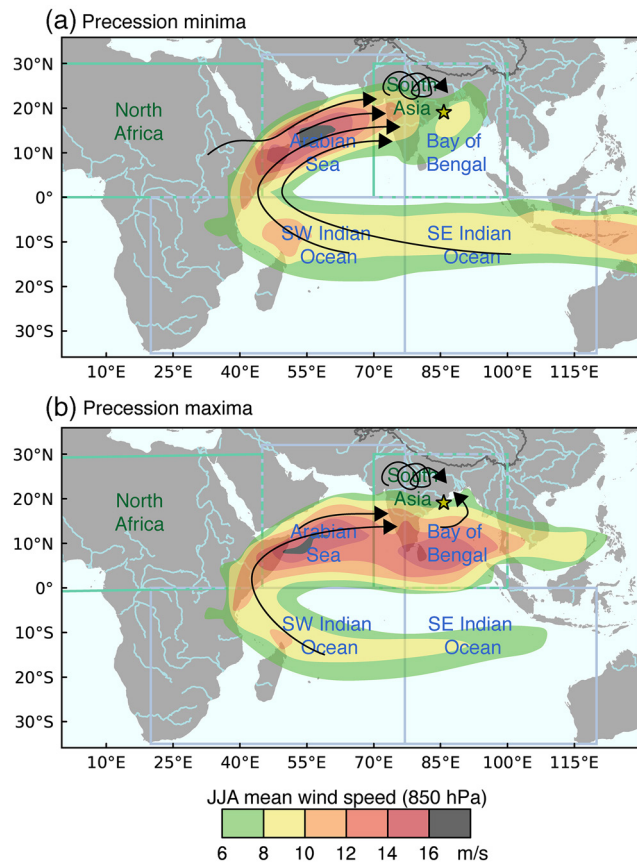 (a) Precession minima
30°N
20°N
10°N
0°
10°S
20°S
30°S
North
Africa
South
Asia
Arabian
Sea
Bay of
Bengal
SW Indian
Ocean
SE Indian
Ocean
10°E 25°E 40°E 55°E 70°E 85°E 100°E 115°E
(b) Precession maxima
30°N
20°N
10°N
0°
10°S
20°S
30°S
North
Africa
South
Asia
Arabian
Sea
Bay of
Bengal
SW Indian
Ocean
SE Indian
Ocean
10°E 25°E 40°E 55°E 70°E 85°E 100°E 115°E
JJA mean wind speed (850 hPa)
6 8 10 12 14 16 m/s